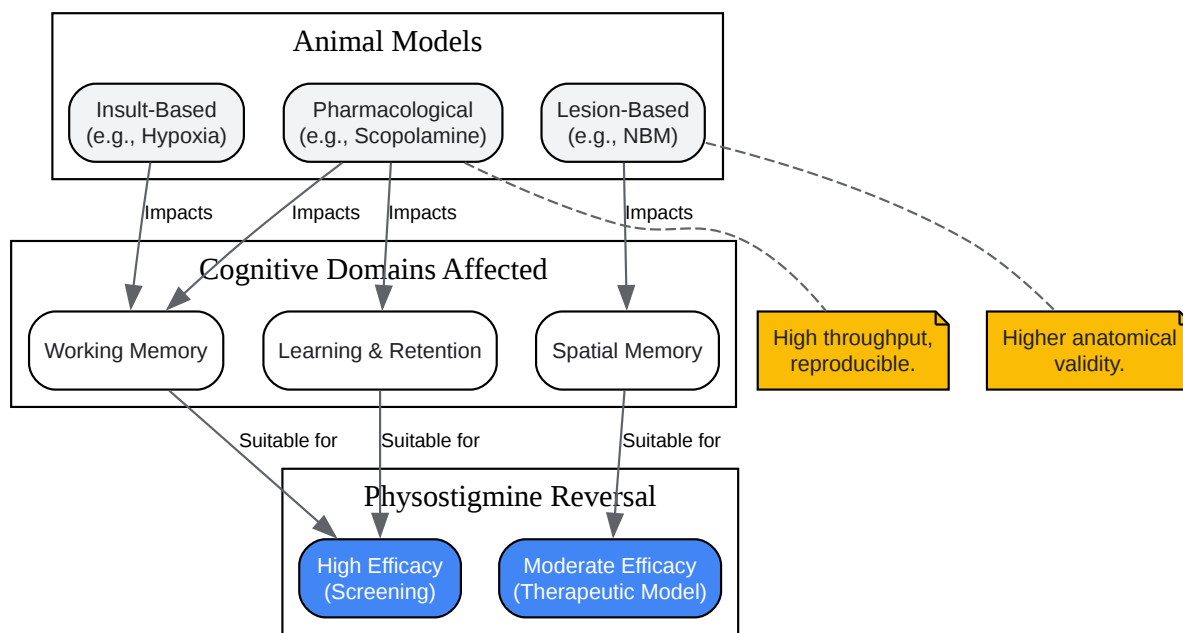 Animal Models
Insult-Based
(e.g., Hypoxia)
Pharmacological
(e.g., Scopolamine)
Lesion-Based
(e.g., NBM)
Impacts
Impacts
Impacts
Impacts
Cognitive Domains Affected
Working Memory
Learning & Retention
Spatial Memory
High throughput,
reproducible.
Higher anatomical
validity.
Suitable for
Suitable for
Suitable for
Physostigmine Reversal
High Efficacy
(Screening)
Moderate Efficacy
(Therapeutic Model)